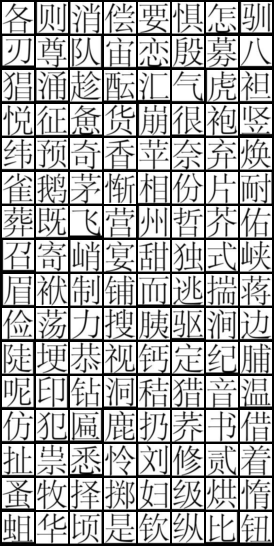 各则消偿要惧怎驯
刃尊队宙恋殷募八
猖涌趁酝汇气虎袒
悦征惫货崩很袍竖
纬预奇香苹奈弃焕
雀鹅茅惭相份片耐
葬既飞营州哲芥佑
召寄峭宴甜独式峡
眉袱制铺而逃揣蒋
俭荡力搜胰驱涧边
陡埂恭视钙定纪脯
呢印钻洞秸猎音温
仿犯匾鹿扔荞书借
扯祟悉怜刘修贰着
蚤牧择掷妇级烘惰
蛆华顷是钦纵比钮